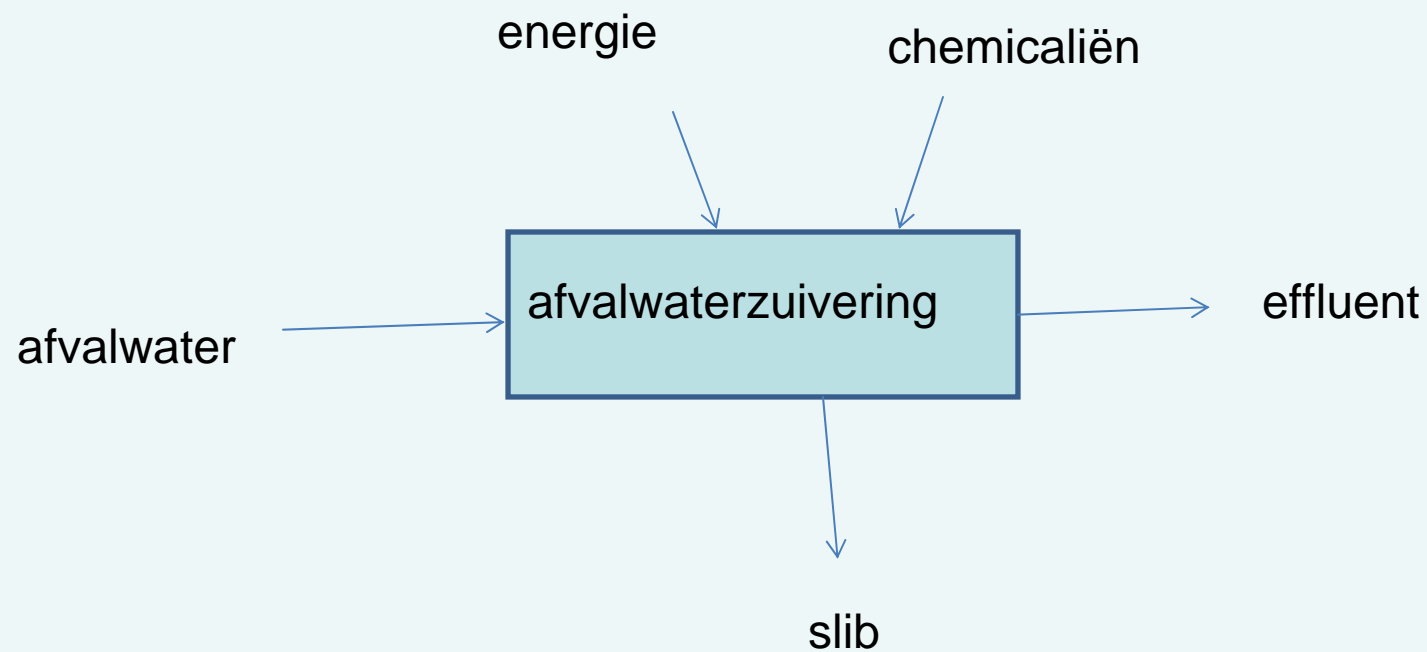 energie
chemicaliën
afvalwaterzuivering
effluent
afvalwater
slib